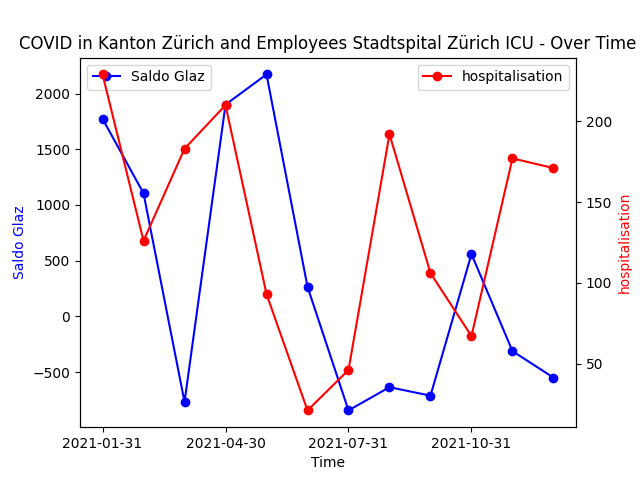 COVID in Kanton Zürich and Employees Stadtspital Zürich ICU - Over Time
Saldo Glaz
hospitalisation
2000
1500
1000
500
0
−500
Saldo Glaz
200
150
100
50
hospitalisation
2021-01-31
2021-04-30
2021-07-31
2021-10-31
Time